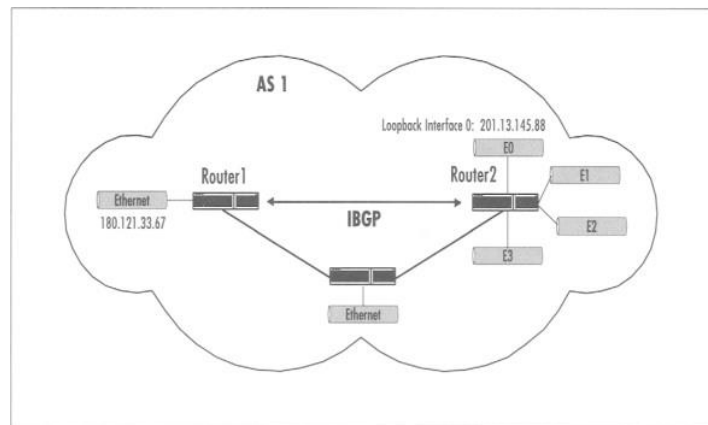 AS 1
Loopback Interface 0: 201.13.145.88
E0
Router1
Router2
E1
Ethernet
180.121.33.67
IBGP
E2
E3
Ethernet